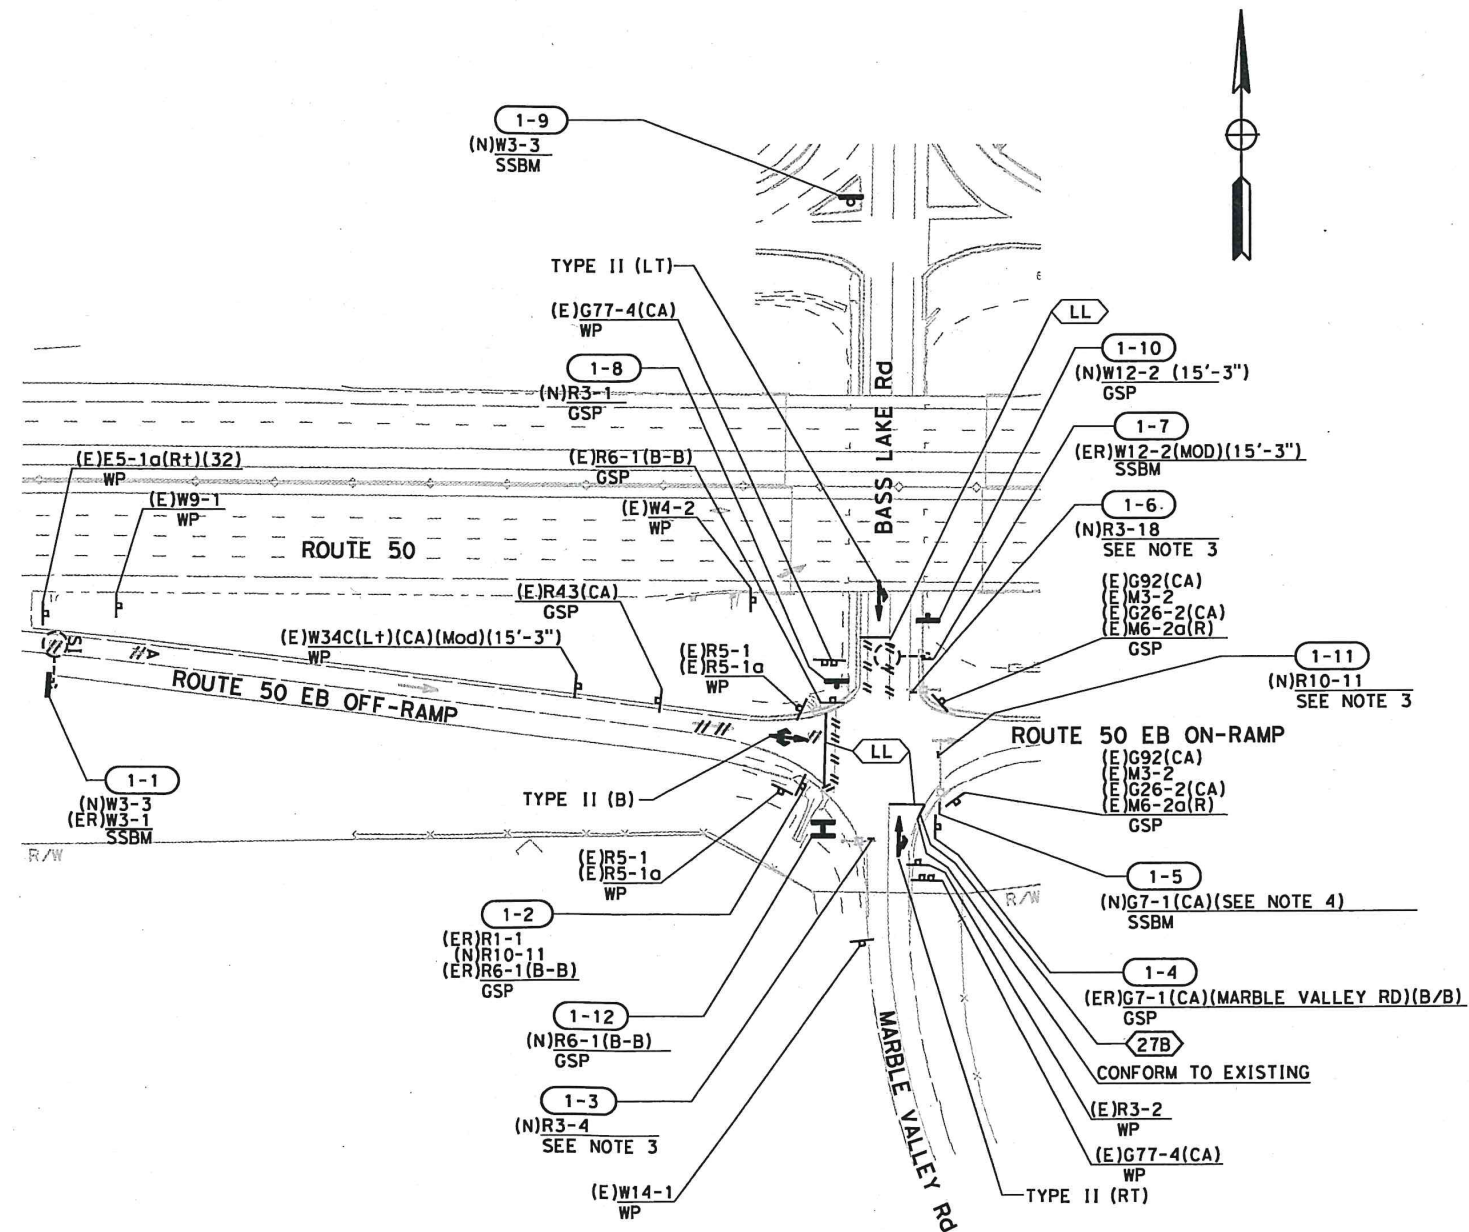 1-9
(N)W3-3
SSBM
TYPE II (LT)
(E)G77-4(CA)
WP
LL
1-8
(N)R3-1
GSP
1-10
(N)W12-2 (15'-3")
GSP
BASS LAKE Rd
1-7
(ER)W12-2(MOD)(15'-3")
SSBM
(E)E5-1a(Rt)(32)
WP
(E)R6-1(B-B)
GSP
(E)W9-1
WP
(E)W4-2
WP
1-6
(N)R3-18
SEE NOTE 3
ROUTE 50
(E)R43(CA)
GSP
(E)G92(CA)
(E)M3-2
(E)G26-2(CA)
(E)M6-2a(R)
GSP
(E)W34C(Lt)(CA)(Mod)(15'-3")
WP
(E)R5-1
(E)R5-1a
WP
1-11
(N)R10-11
SEE NOTE 3
ROUTE 50 EB OFF-RAMP
ROUTE 50 EB ON-RAMP
LL
1-1
(N)W3-3
(ER)W3-1
SSBM
TYPE II (B)
(E)G92(CA)
(E)M3-2
(E)G26-2(CA)
(E)M6-2a(R)
GSP
R/W
(E)R5-1
(E)R5-1a
WP
1-5
(N)G7-1(CA)(SEE NOTE 4)
SSBM
R/W
1-2
(ER)R1-1
(N)R10-11
(ER)R6-1(B-B)
GSP
1-4
(ER)G7-1(CA)(MARBLE VALLEY RD)(B/B)
GSP
1-12
(N)R6-1(B-B)
GSP
27B
CONFORM TO EXISTING
1-3
(N)R3-4
SEE NOTE 3
MARBLE VALLEY Rd
(E)R3-2
WP
(E)G77-4(CA)
WP
(E)W14-1
WP
TYPE II (RT)